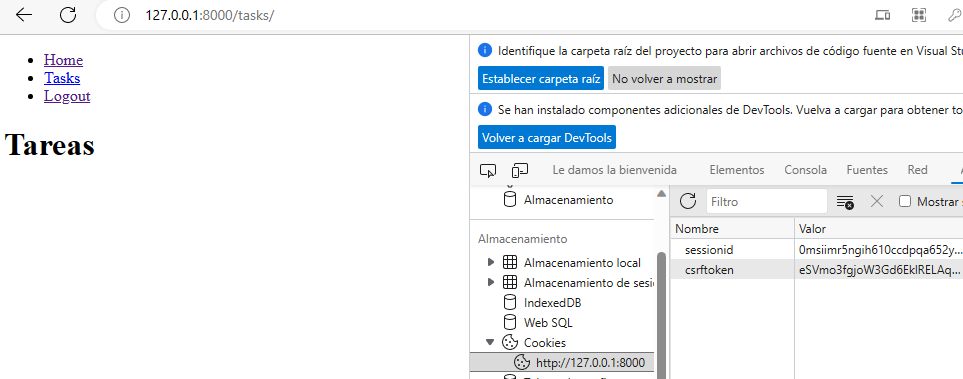 127.0.0.1:8000/tasks/
Home
Tasks
Logout
Tareas
Identifique la carpeta raíz del proyecto para abrir archivos de código fuente en Visual Stu
Establecer carpeta raíz
No volver a mostrar
Se han instalado componentes adicionales de DevTools. Vuelva a cargar para obtener to
Volver a cargar DevTools
Le damos la bienvenida
Elementos
Consola
Fuentes
Red
Almacenamiento
Filtro
Mostrar
Almacenamiento
Nombre
Valor
sessionid
0msiimr5ngih610ccdpqa652y...
csrftoken
eSVmo3fgjoW3Gd6EklRELAq...
Almacenamiento local
Almacenamiento de sesi
IndexedDB
Web SQL
Cookies
http://127.0.0.1:8000